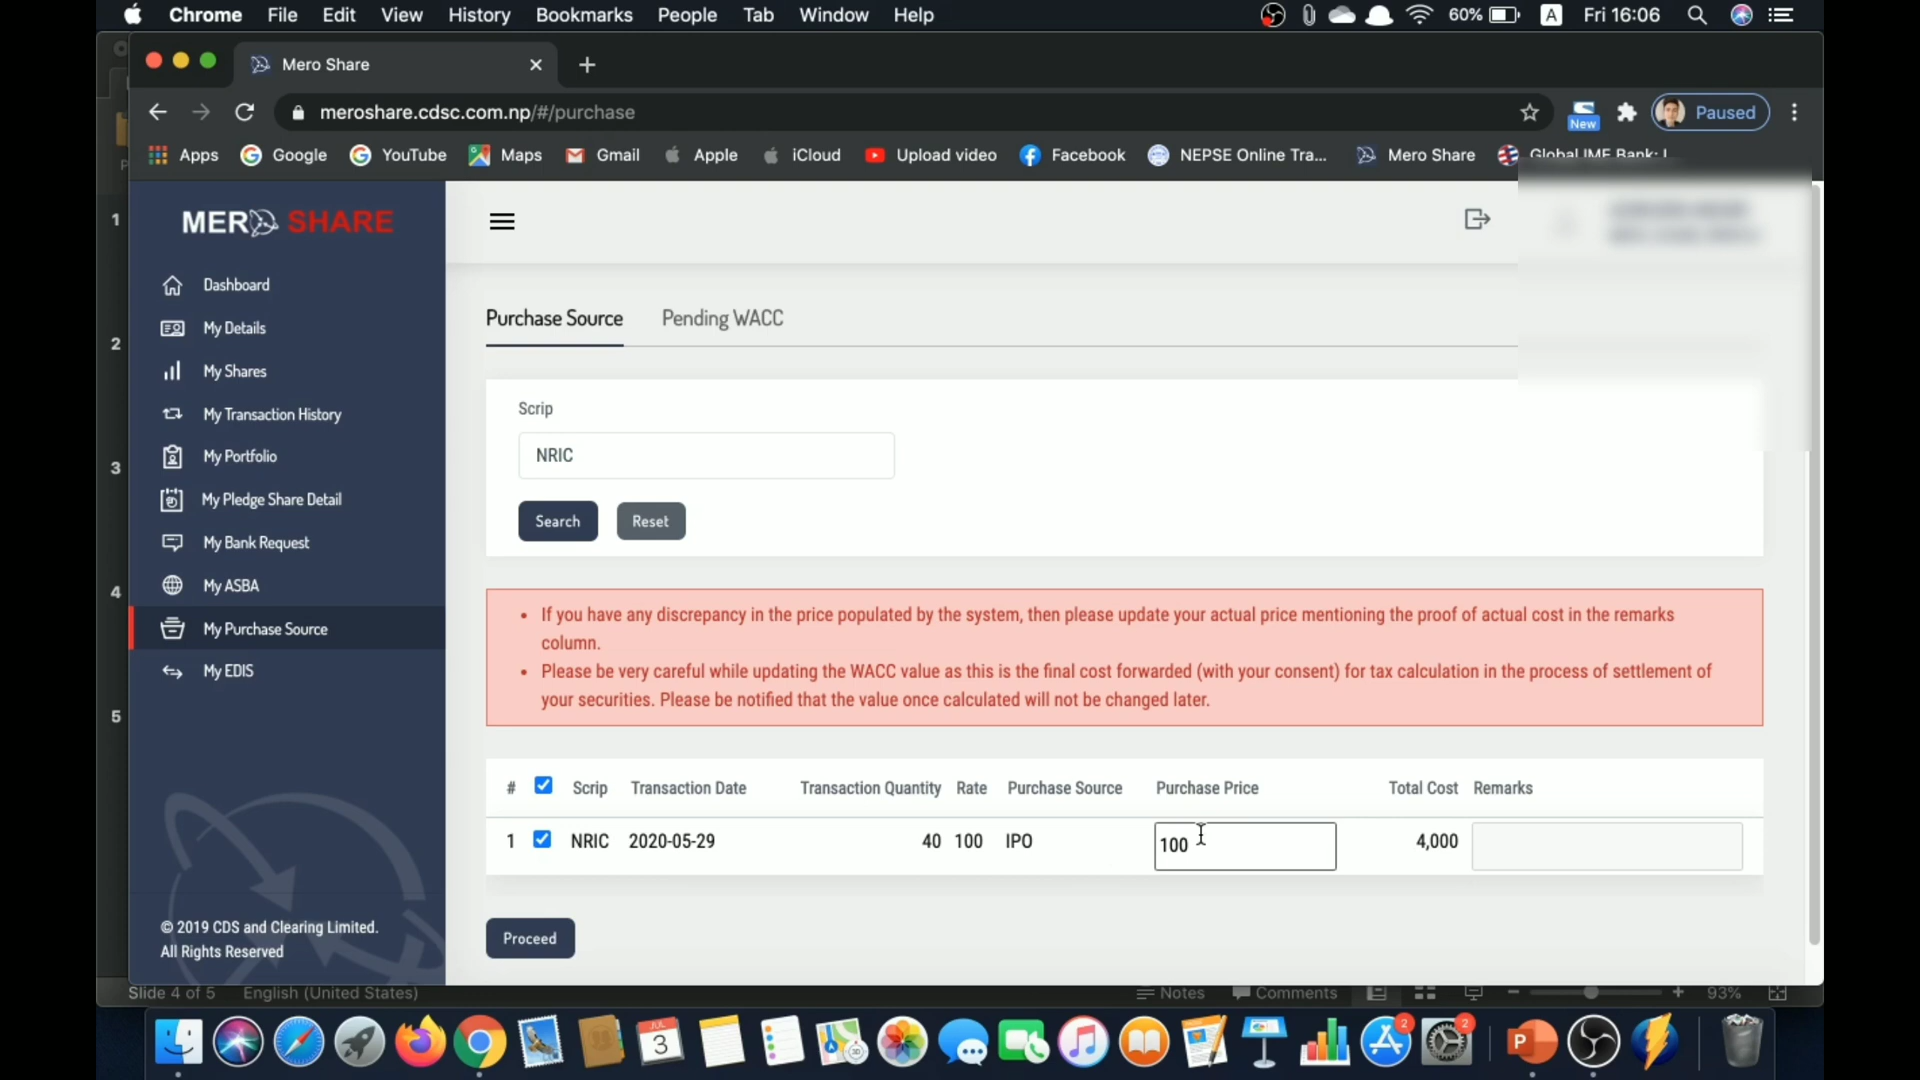 Chrome File Edit View History Bookmarks People Tab Window Help 60% A Fri 16:06
Mero Share
meroshare.cdsc.com.np/#/purchase
New
Paused
Apps Google YouTube Maps Gmail Apple iCloud Upload video Facebook NEPSE Online Tra... Mero Share Global IME Bank:
MERO SHARE
Dashboard
My Details
My Shares
My Transaction History
My Portfolio
My Pledge Share Detail
My Bank Request
My ASBA
My Purchase Source
My EDIS
© 2019 CDS and Clearing Limited.
All Rights Reserved
1
2
3
4
5
Purchase Source Pending WACC
Scrip
NRIC
Search Reset
• If you have any discrepancy in the price populated by the system, then please update your actual price mentioning the proof of actual cost in the remarks
column.
• Please be very careful while updating the WACC value as this is the final cost forwarded (with your consent) for tax calculation in the process of settlement of
your securities. Please be notified that the value once calculated will not be changed later.
# Scrip Transaction Date Transaction Quantity Rate Purchase Source Purchase Price Total Cost Remarks
1 NRIC 2020-05-29 40 100 IPO 100 4,000
Proceed
Slide 4 of 5 English (United States) Notes Comments 93%
JUL
3
2
2